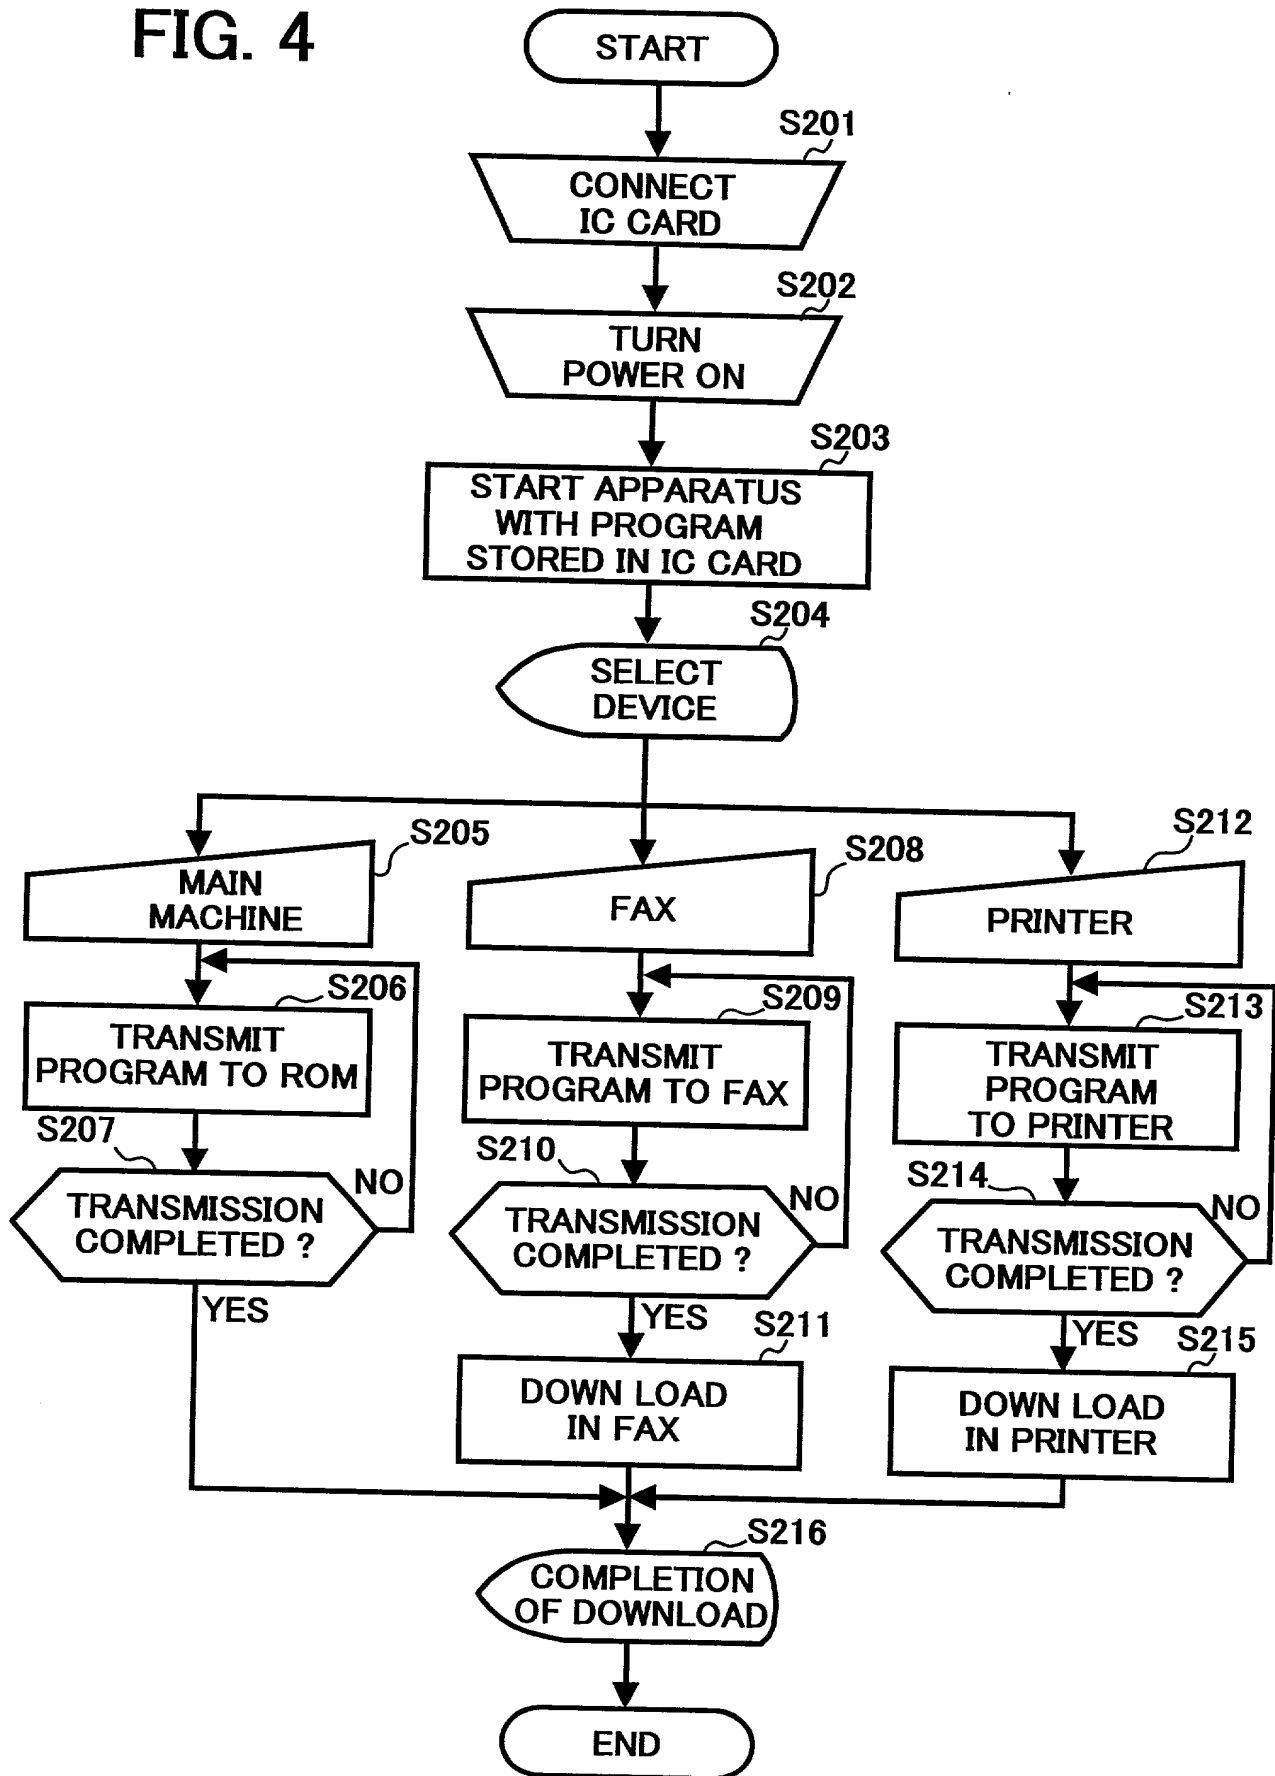 FIG. 4
START
S201
CONNECT
IC CARD
S202
TURN
POWER ON
S203
START APPARATUS
WITH PROGRAM
STORED IN IC CARD
S204
SELECT
DEVICE
S205
MAIN
MACHINE
S206
TRANSMIT
PROGRAM TO ROM
S207
TRANSMISSION
COMPLETED ?
NO
YES
S208
FAX
S209
TRANSMIT
PROGRAM TO FAX
S210
TRANSMISSION
COMPLETED ?
NO
YES
S211
DOWN LOAD
IN FAX
S212
PRINTER
S213
TRANSMIT
PROGRAM
TO PRINTER
S214
TRANSMISSION
COMPLETED ?
NO
YES
S215
DOWN LOAD
IN PRINTER
S216
COMPLETION
OF DOWNLOAD
END